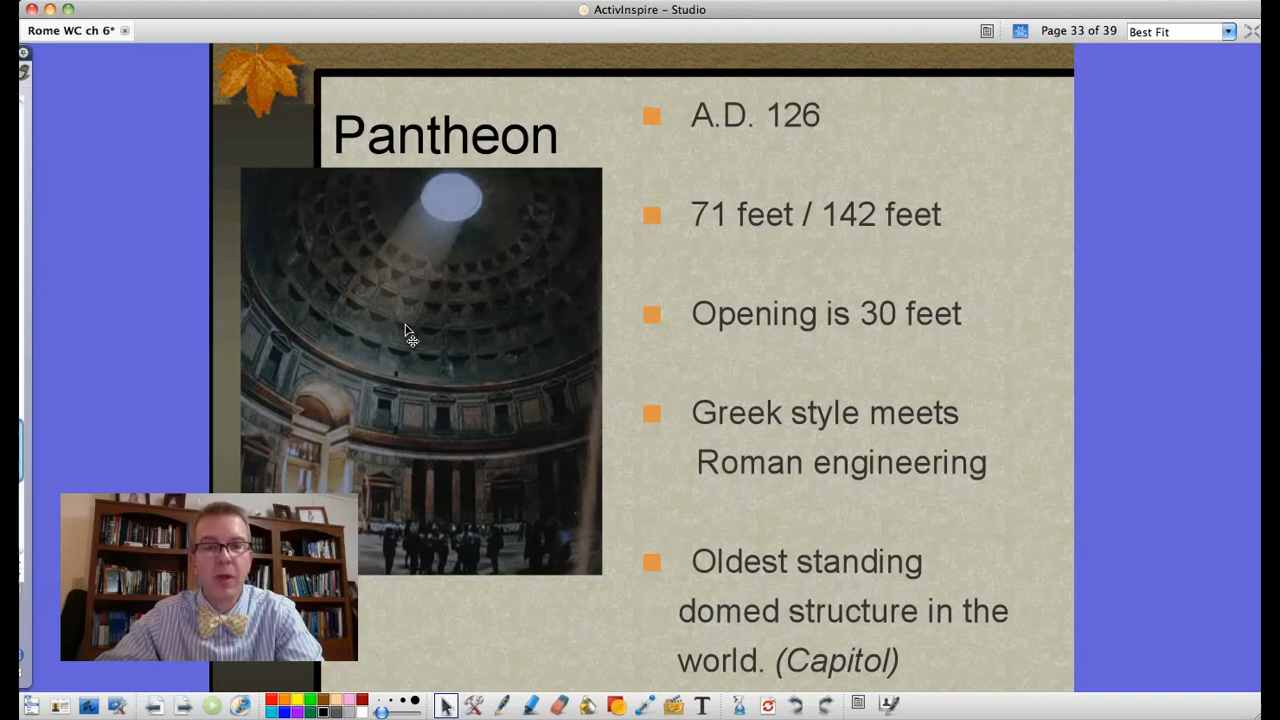 ActivInspire – Studio
Rome WC ch 6*
Page 33 of 39
Best Fit
Pantheon
A.D. 126
71 feet / 142 feet
Opening is 30 feet
Greek style meets
Roman engineering
Oldest standing
domed structure in the
world. (Capitol)
T